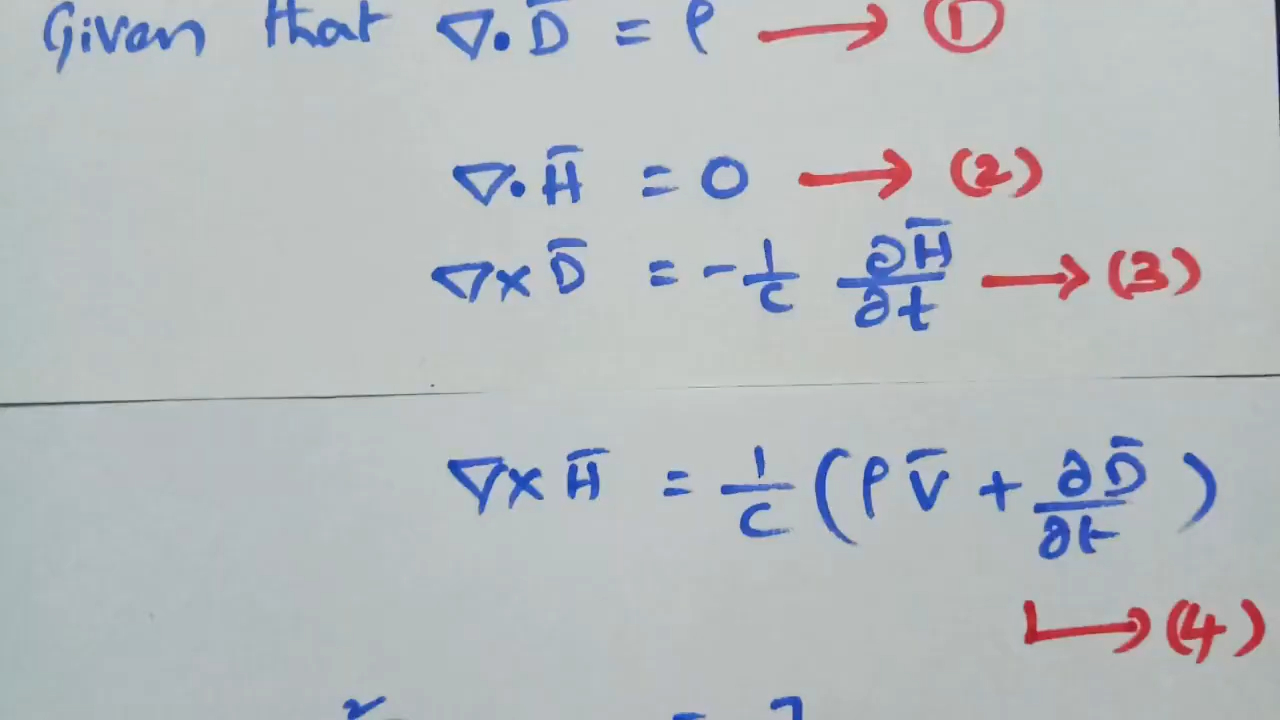 Given that ∇·D̅ = ρ ⟶ ①
∇·H̅ = 0 ⟶ (2)
∇×D̅ = -1/c ∂H̅/∂t ⟶ (3)
∇×H̅ = 1/c (ρV̅ + ∂D̅/∂t)
⟶ (4)